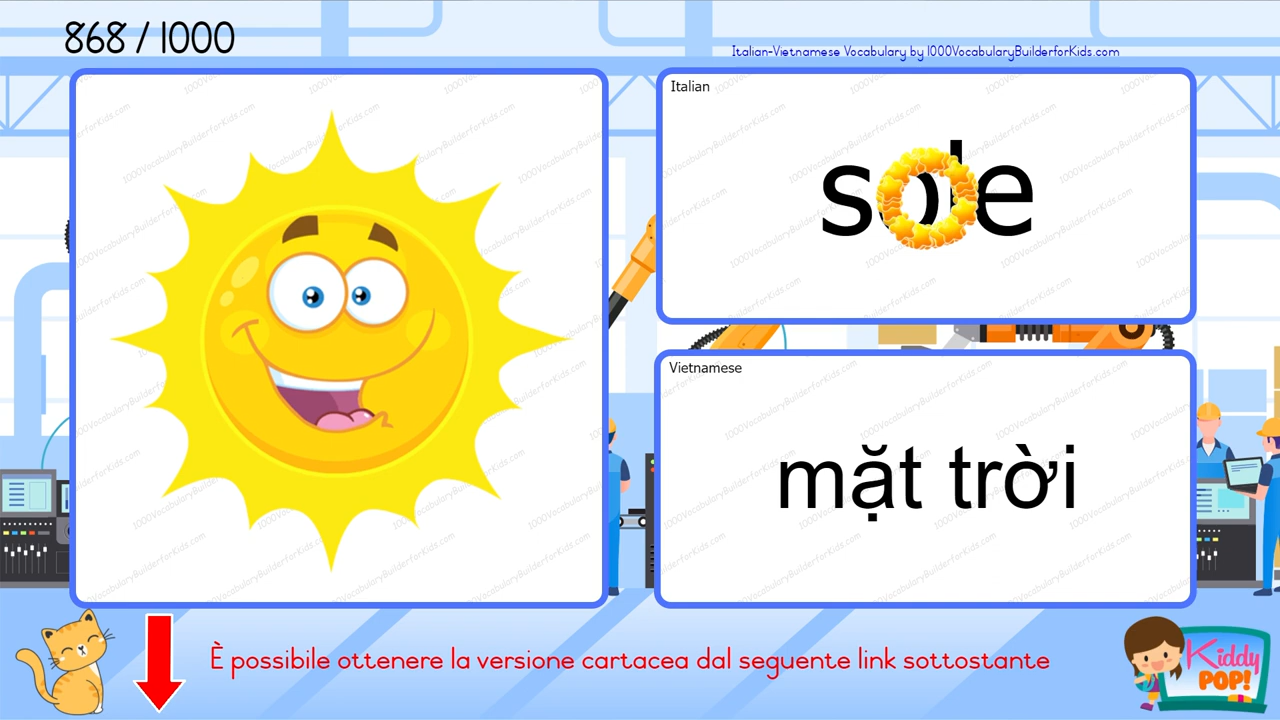 868 / 1000
Italian-Vietnamese Vocabulary by 1000VocabularyBuilderforKids.com
Italian
sole
Vietnamese
mặt trời
È possibile ottenere la versione cartacea dal seguente link sottostante
Kiddy
POP!